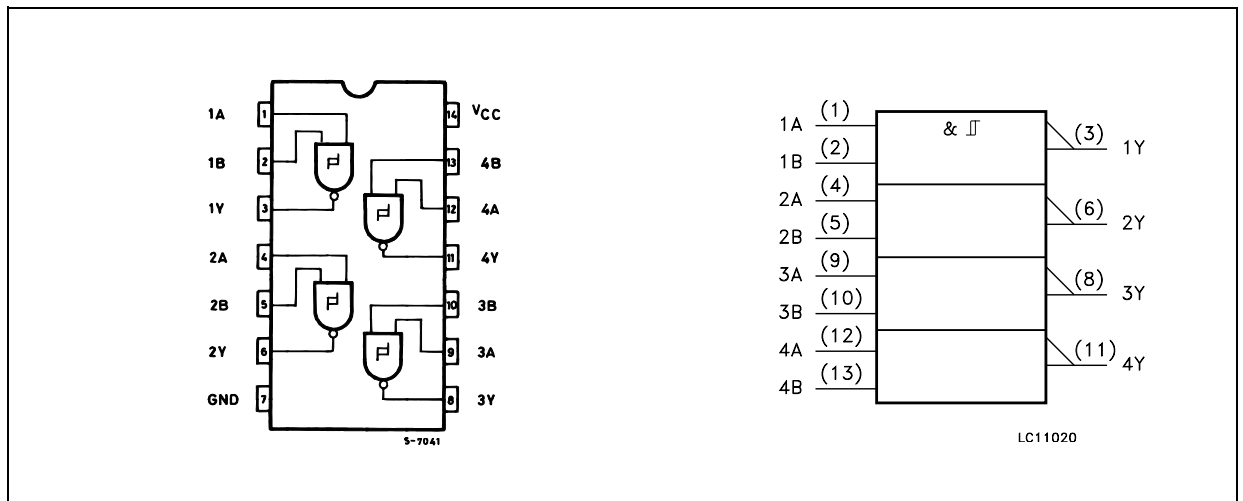 1A 1 14 VCC
1B 2 13 4B
1Y 3 12 4A
2A 4 11 4Y
2B 5 10 3B
2Y 6 9 3A
GND 7 8 3Y
S-7041
&
1A (1)
1B (2)
2A (4)
2B (5)
3A (9)
3B (10)
4A (12)
4B (13)
(3) 1Y
(6) 2Y
(8) 3Y
(11) 4Y
LC11020